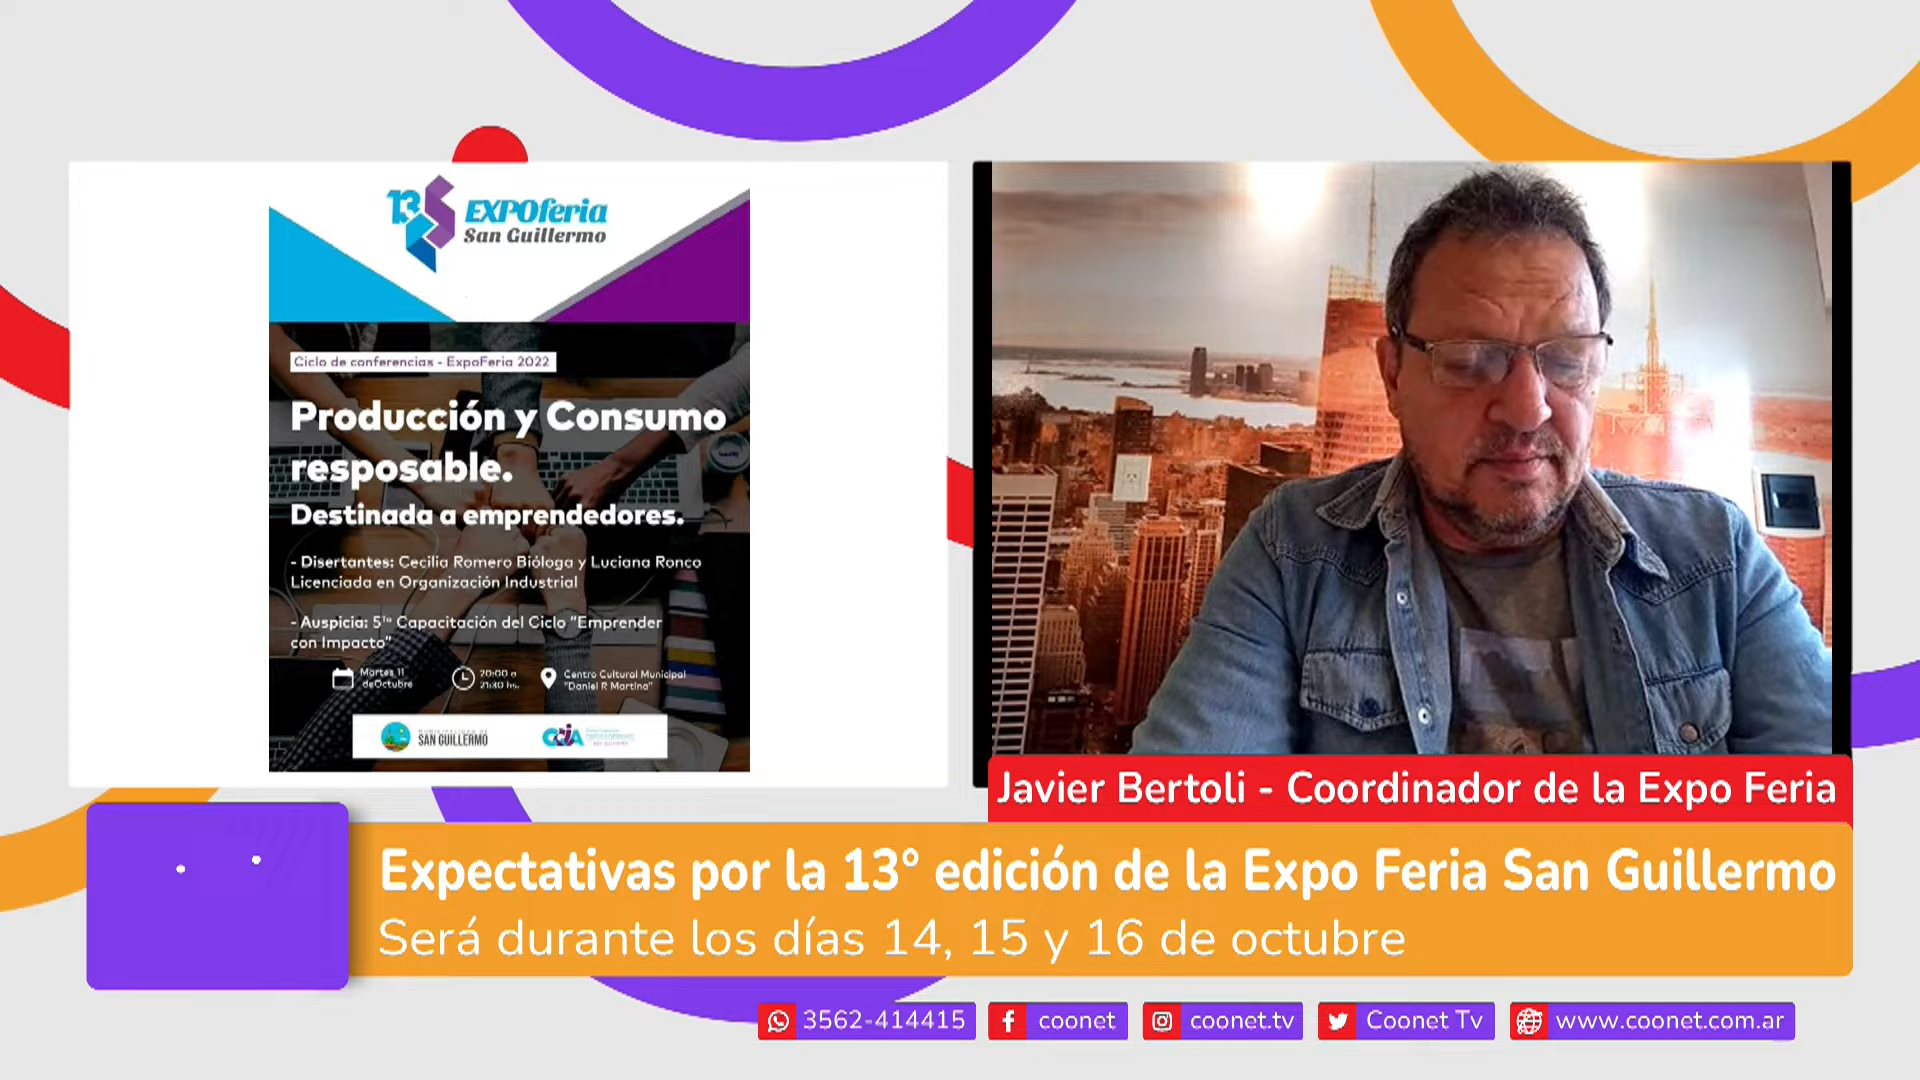 13 EXPOferia
San Guillermo
Ciclo de conferencias - ExpoFeria 2022
Producción y Consumo
resposable.
Destinada a emprendedores.
- Disertantes: Cecilia Romero Bióloga y Luciana Ronco
Licenciada en Organización Industrial
- Auspicia: 5ta Capacitación del Ciclo "Emprender
con Impacto"
Martes 11
deOctubre
20:00 a
21:30 hs.
Centro Cultural Municipal
"Daniel R Martina"
MUNICIPALIDAD DE
SAN GUILLERMO
Javier Bertoli - Coordinador de la Expo Feria
Expectativas por la 13° edición de la Expo Feria San Guillermo
Será durante los días 14, 15 y 16 de octubre
3562-414415
coonet
coonet.tv
Coonet Tv
www.coonet.com.ar